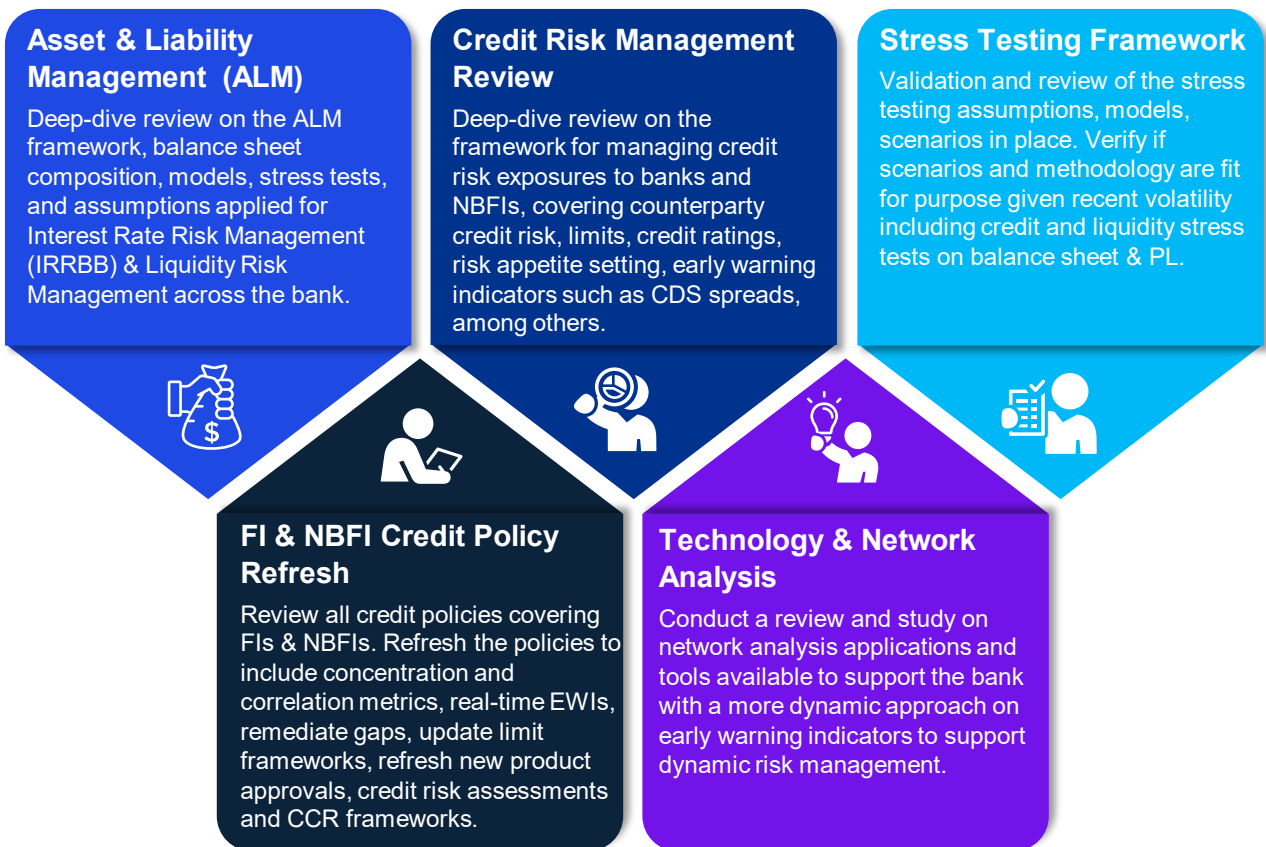 Asset & Liability
Management (ALM)
Deep-dive review on the ALM
framework, balance sheet
composition, models, stress tests,
and assumptions applied for
Interest Rate Risk Management
(IRRBB) & Liquidity Risk
Management across the bank.
$
Credit Risk Management
Review
Deep-dive review on the
framework for managing credit
risk exposures to banks and
NBFIs, covering counterparty
credit risk, limits, credit ratings,
risk appetite setting, early warning
indicators such as CDS spreads,
among others.
Stress Testing Framework
Validation and review of the stress
testing assumptions, models,
scenarios in place. Verify if
scenarios and methodology are fit
for purpose given recent volatility
including credit and liquidity stress
tests on balance sheet & PL.
FI & NBFI Credit Policy
Refresh
Review all credit policies covering
FIs & NBFIs. Refresh the policies to
include concentration and
correlation metrics, real-time EWIs,
remediate gaps, update limit
frameworks, refresh new product
approvals, credit risk assessments
and CCR frameworks.
Technology & Network
Analysis
Conduct a review and study on
network analysis applications and
tools available to support the bank
with a more dynamic approach on
early warning indicators to support
dynamic risk management.